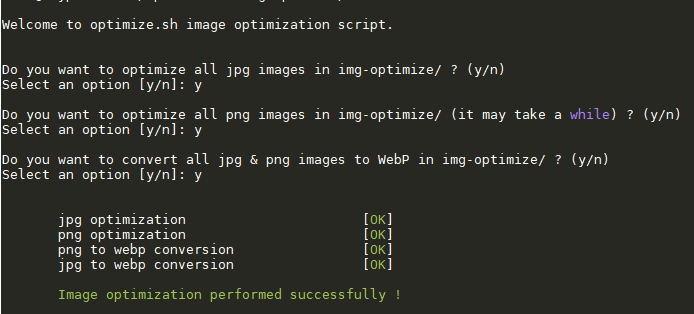 Welcome to optimize.sh image optimization script.
Do you want to optimize all jpg images in img-optimize/ ? (y/n)
Select an option [y/n]: y
Do you want to optimize all png images in img-optimize/ (it may take a while) ? (y/n)
Select an option [y/n]: y
Do you want to convert all jpg & png images to WebP in img-optimize/ ? (y/n)
Select an option [y/n]: y
jpg optimization [OK]
png optimization [OK]
png to webp conversion [OK]
jpg to webp conversion [OK]
Image optimization performed successfully !